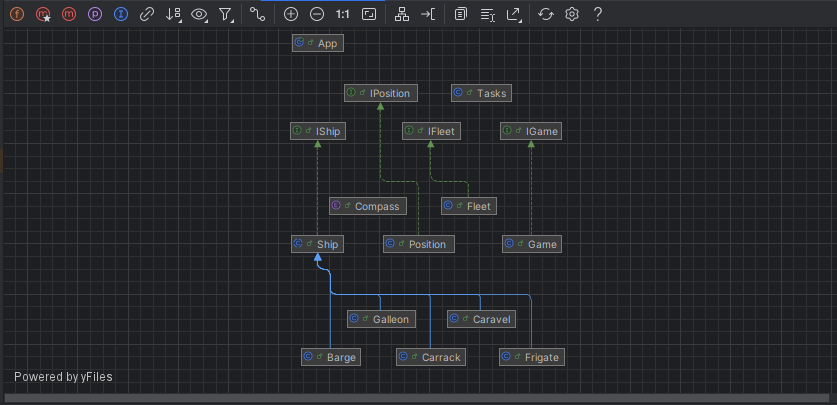 f m m p I 1:1 ?
C App
I IPosition C Tasks
I IShip I IFleet I IGame
E Compass C Fleet
C Ship C Position C Game
C Galleon C Caravel
C Barge C Carrack C Frigate
Powered by yFiles